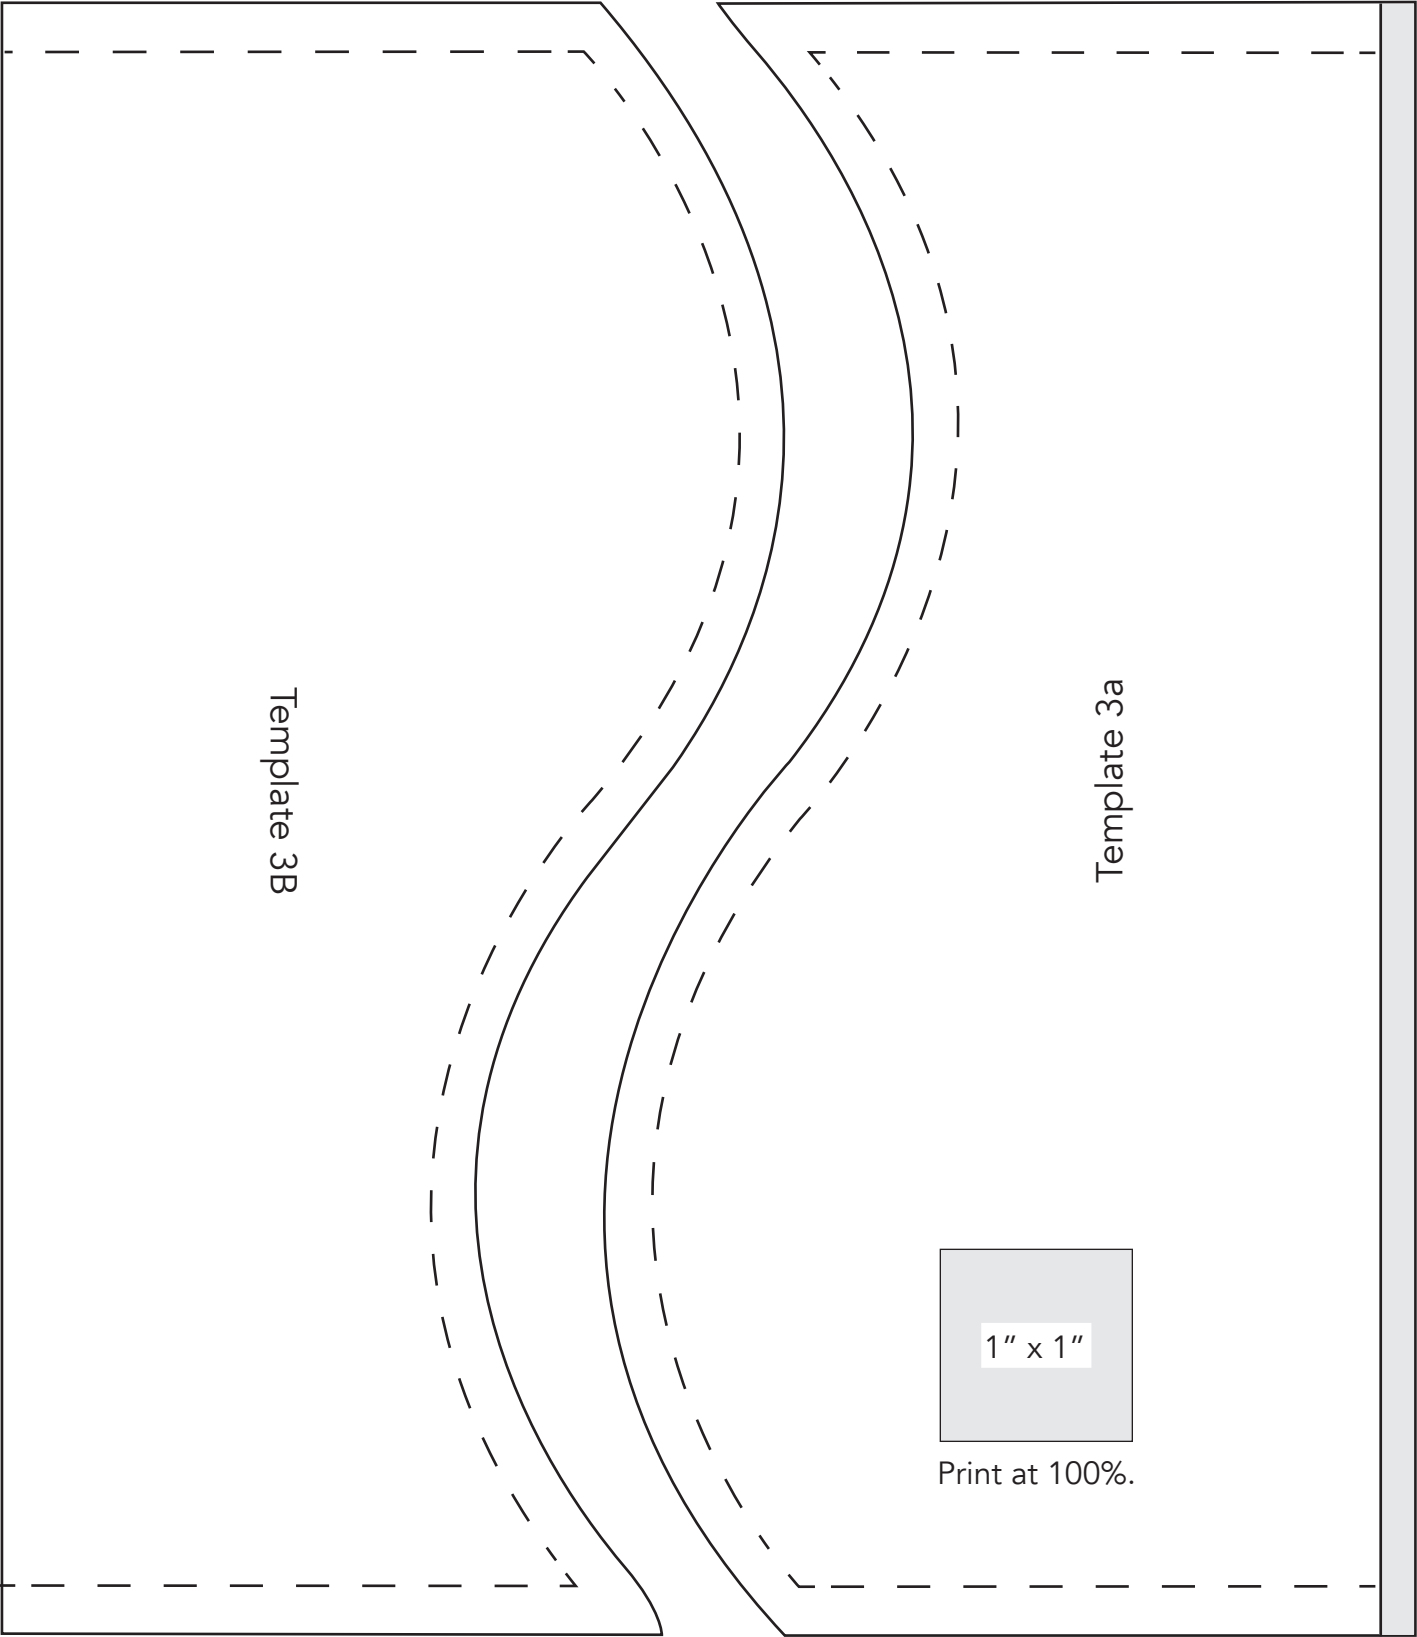 Template 3B
Template 3a
1” x 1”
Print at 100%.